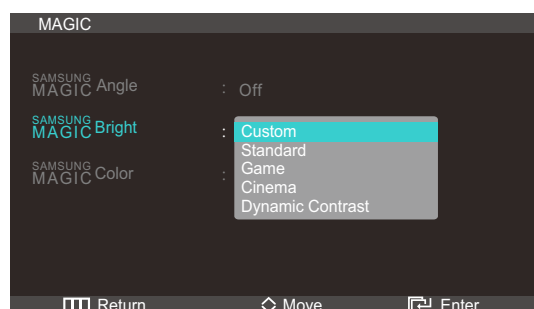 MAGIC
SAMSUNG
MAGIC Angle : Off
SAMSUNG
MAGIC Bright : Custom
Standard
Game
Cinema
Dynamic Contrast
SAMSUNG
MAGIC Color :
Return Move Enter